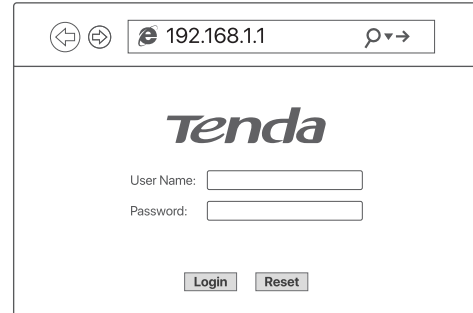 192.168.1.1
Tenda
User Name:
Password:
Login Reset